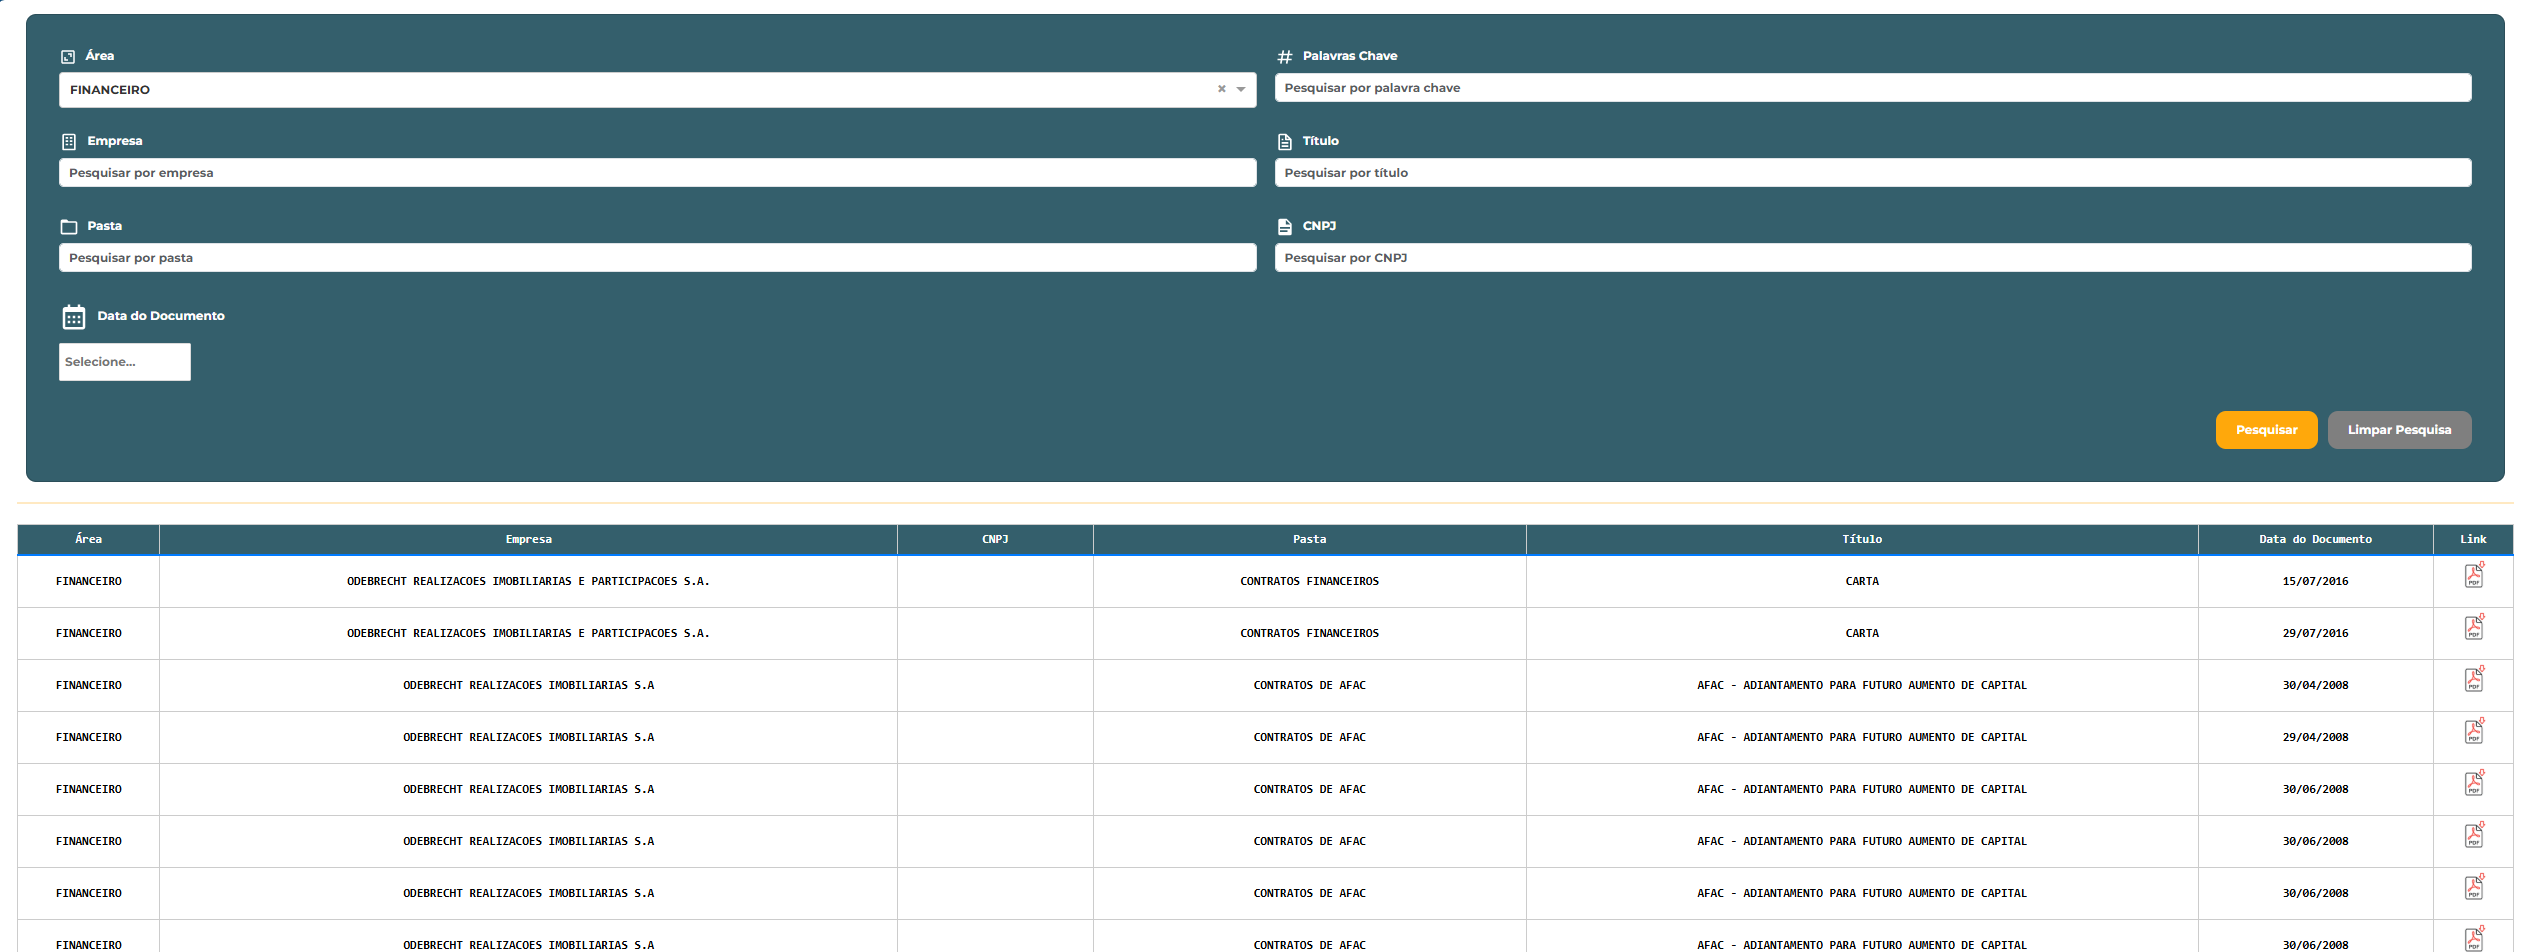 Área
Palavras Chave
FINANCEIRO
Pesquisar por palavra chave
Empresa
Título
Pesquisar por empresa
Pesquisar por título
Pasta
CNPJ
Pesquisar por pasta
Pesquisar por CNPJ
Data do Documento
Selecione...
Pesquisar
Limpar Pesquisa
Área Empresa CNPJ Pasta Título Data do Documento Link
FINANCEIRO ODEBRECHT REALIZACOES IMOBILIARIAS E PARTICIPACOES S.A. CONTRATOS FINANCEIROS CARTA 15/07/2016 PDF
FINANCEIRO ODEBRECHT REALIZACOES IMOBILIARIAS E PARTICIPACOES S.A. CONTRATOS FINANCEIROS CARTA 29/07/2016 PDF
FINANCEIRO ODEBRECHT REALIZACOES IMOBILIARIAS S.A CONTRATOS DE AFAC AFAC - ADIANTAMENTO PARA FUTURO AUMENTO DE CAPITAL 30/04/2008 PDF
FINANCEIRO ODEBRECHT REALIZACOES IMOBILIARIAS S.A CONTRATOS DE AFAC AFAC - ADIANTAMENTO PARA FUTURO AUMENTO DE CAPITAL 29/04/2008 PDF
FINANCEIRO ODEBRECHT REALIZACOES IMOBILIARIAS S.A CONTRATOS DE AFAC AFAC - ADIANTAMENTO PARA FUTURO AUMENTO DE CAPITAL 30/06/2008 PDF
FINANCEIRO ODEBRECHT REALIZACOES IMOBILIARIAS S.A CONTRATOS DE AFAC AFAC - ADIANTAMENTO PARA FUTURO AUMENTO DE CAPITAL 30/06/2008 PDF
FINANCEIRO ODEBRECHT REALIZACOES IMOBILIARIAS S.A CONTRATOS DE AFAC AFAC - ADIANTAMENTO PARA FUTURO AUMENTO DE CAPITAL 30/06/2008 PDF
FINANCEIRO ODEBRECHT REALIZACOES IMOBILIARIAS S.A CONTRATOS DE AFAC AFAC - ADIANTAMENTO PARA FUTURO AUMENTO DE CAPITAL 30/06/2008 PDF